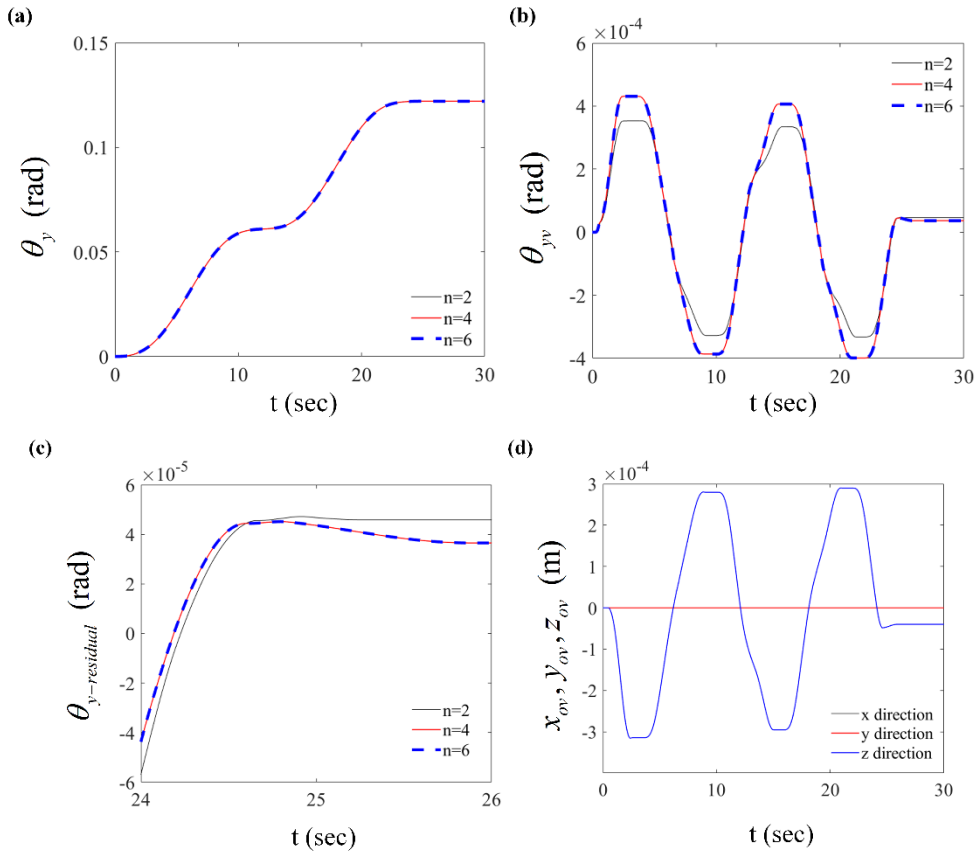 (a)
0.15
0.1
0.05
0
θy (rad)
n=2
n=4
n=6
0
10
20
30
t (sec)
(b)
×10-4
6
4
2
0
-2
-4
θyv (rad)
n=2
n=4
n=6
0
10
20
30
t (sec)
(c)
×10-5
6
4
2
0
-2
-4
-6
θy-residual (rad)
n=2
n=4
n=6
24
25
26
t (sec)
(d)
×10-4
3
2
1
0
-1
-2
-3
xov, yov, zov (m)
x direction
y direction
z direction
0
10
20
30
t (sec)